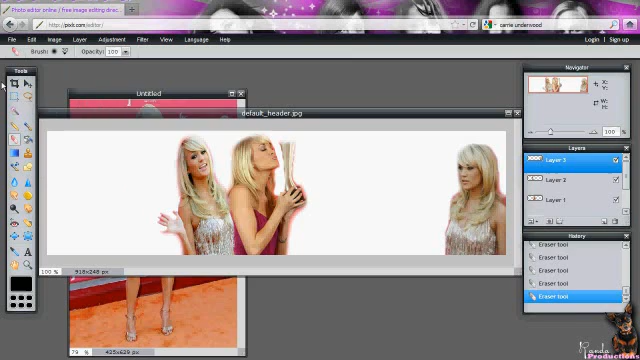 Photo editor online / free image editing direc...
http://pixlr.com/editor/
carrie underwood
File Edit Image Layer Adjustment Filter View Language Help Login | Sign up
Brush: Opacity: 100
Tools
Untitled
default_header.jpg
Navigator
X:
Y:
W:
H:
100 %
Layers
Layer 3
Layer 2
Layer 1
History
Eraser tool
Eraser tool
Eraser tool
Eraser tool
Eraser tool
100 % 918x248 px
79 % 425x629 px
Panda
Productions